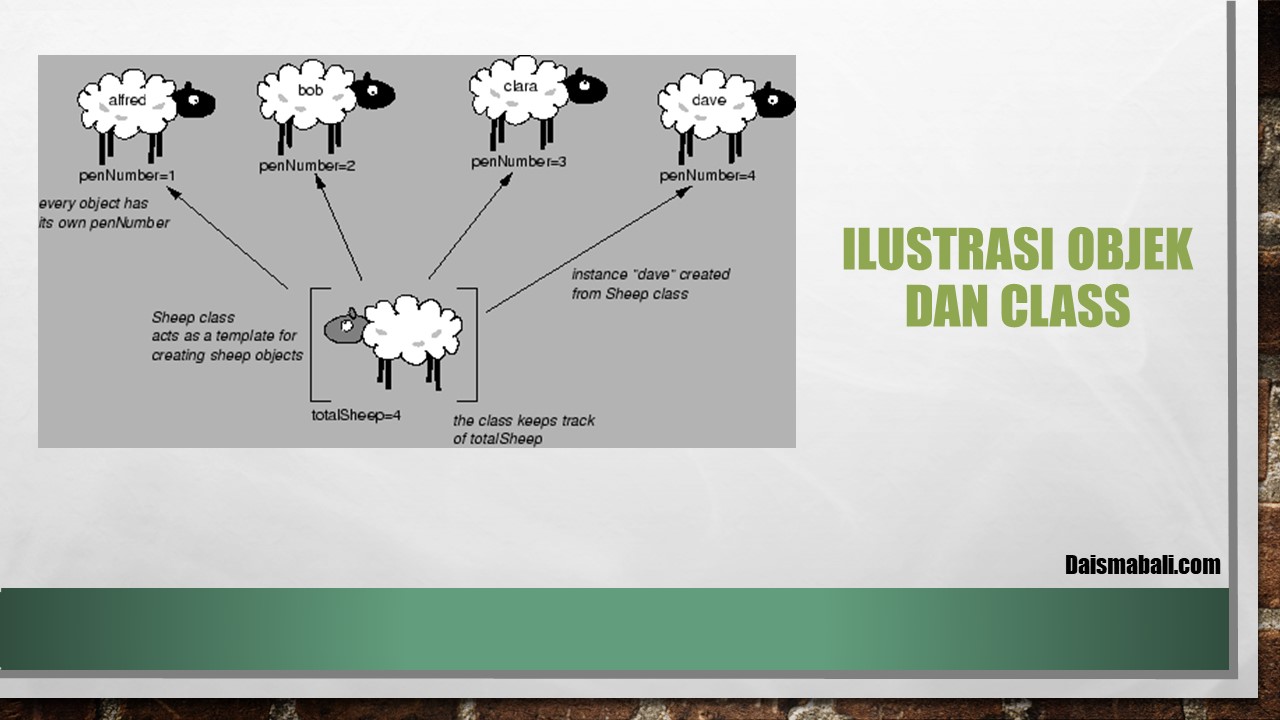 alfred
bob
clara
dave
penNumber=1
penNumber=2
penNumber=3
penNumber=4
every object has
its own penNumber
instance "dave" created
from Sheep class
Sheep class
acts as a template for
creating sheep objects
totalSheep=4
the class keeps track
of totalSheep
ILUSTRASI OBJEK
DAN CLASS
Daismabali.com